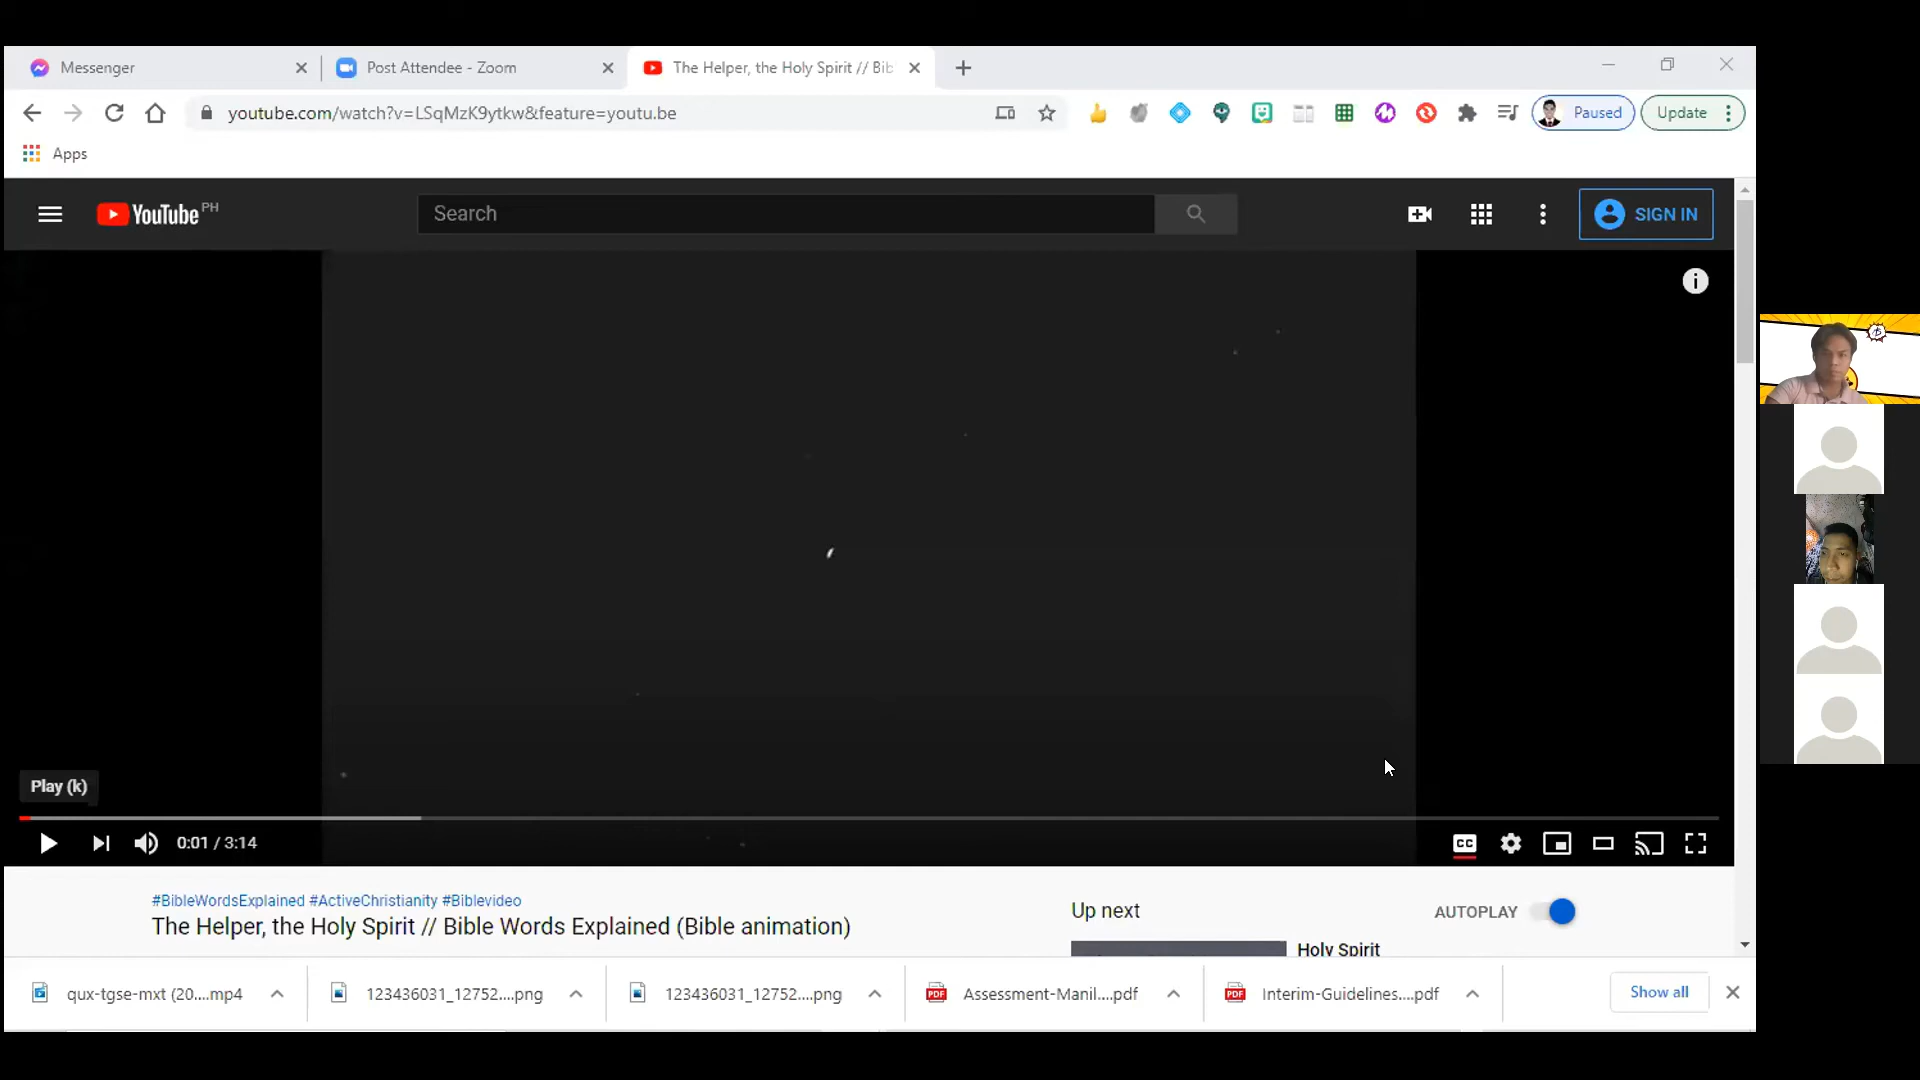 Messenger
Post Attendee - Zoom
The Helper, the Holy Spirit // Bib
youtube.com/watch?v=LSqMzK9ytkw&feature=youtu.be
Paused
Update
Apps
YouTube PH
Search
SIGN IN
Play (k)
0:01 / 3:14
CC
#BibleWordsExplained #ActiveChristianity #Biblevideo
The Helper, the Holy Spirit // Bible Words Explained (Bible animation)
Up next
AUTOPLAY
Holy Spirit
qux-tgse-mxt (20....mp4
123436031_12752....png
123436031_12752....png
PDF
Assessment-Manil....pdf
PDF
Interim-Guidelines....pdf
Show all